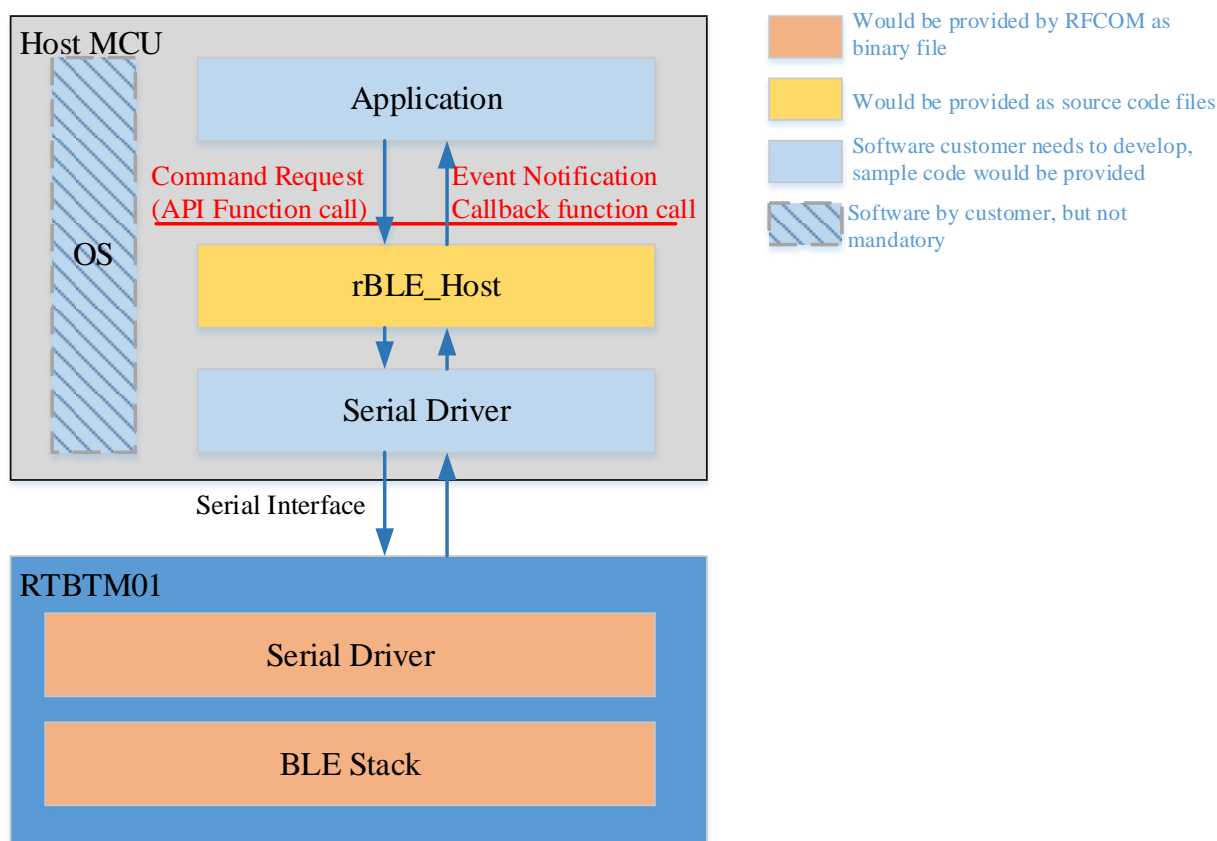 Host MCU
OS
Application
Command Request
(API Function call)
Event Notification
Callback function call
rBLE_Host
Serial Driver
Serial Interface
RTBTM01
Serial Driver
BLE Stack
Would be provided by RFCOM as
binary file
Would be provided as source code files
Software customer needs to develop,
sample code would be provided
Software by customer, but not
mandatory